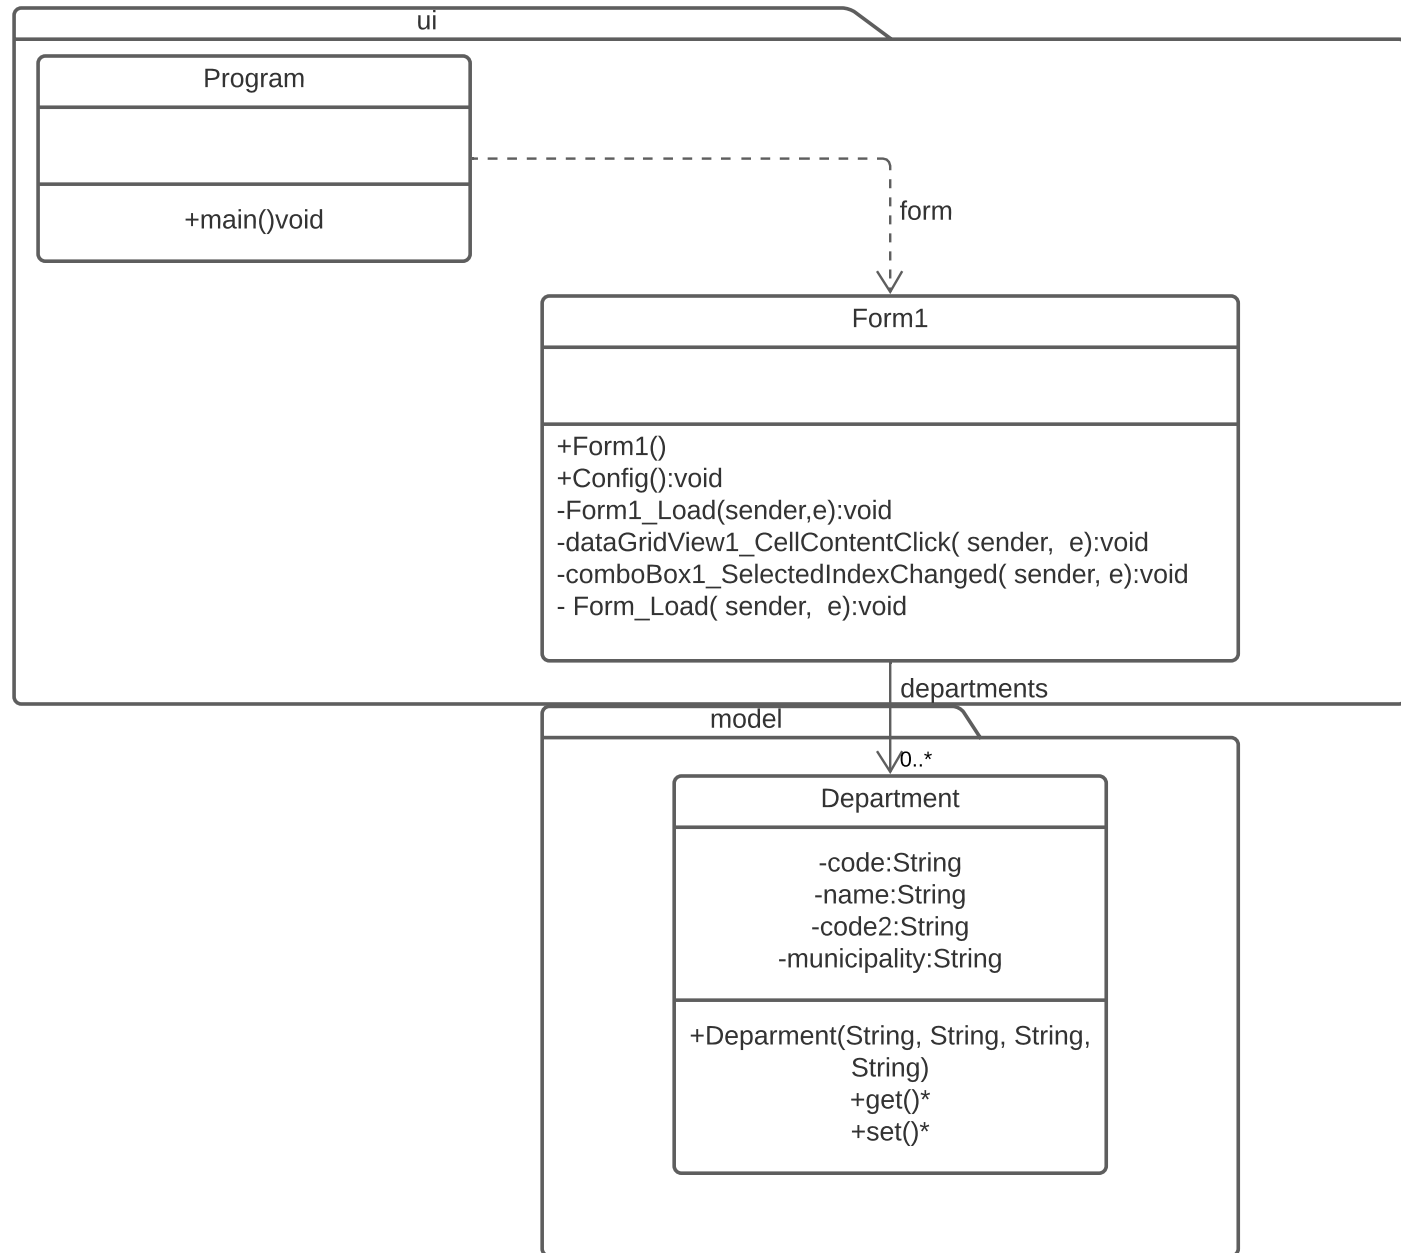 ui
Program
+main()void
form
Form1
+Form1()
+Config():void
-Form1_Load(sender,e):void
-dataGridView1_CellContentClick( sender,  e):void
-comboBox1_SelectedIndexChanged( sender, e):void
- Form_Load( sender,  e):void
departments
model
0..*
Department
-code:String
-name:String
-code2:String
-municipality:String
+Deparment(String, String, String,
String)
+get()*
+set()*